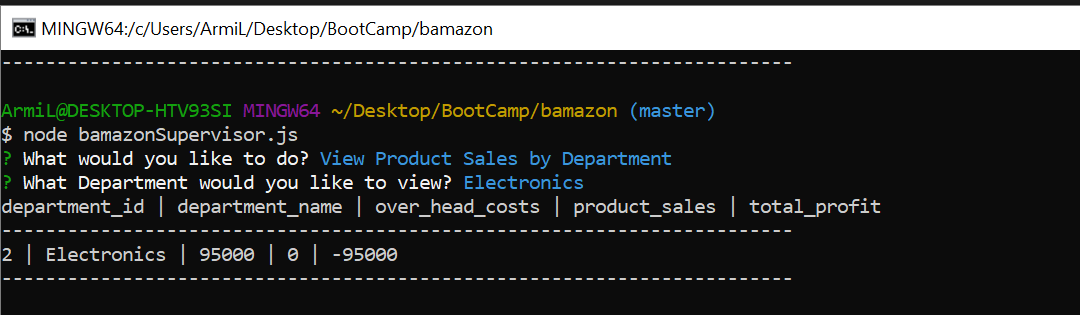 MINGW64:/c/Users/ArmiL/Desktop/BootCamp/bamazon
------------------------------------------------------------------------
ArmiL@DESKTOP-HTV93SI MINGW64 ~/Desktop/BootCamp/bamazon (master)
$ node bamazonSupervisor.js
? What would you like to do? View Product Sales by Department
? What Department would you like to view? Electronics
department_id | department_name | over_head_costs | product_sales | total_profit
------------------------------------------------------------------------
2 | Electronics | 95000 | 0 | -95000
------------------------------------------------------------------------